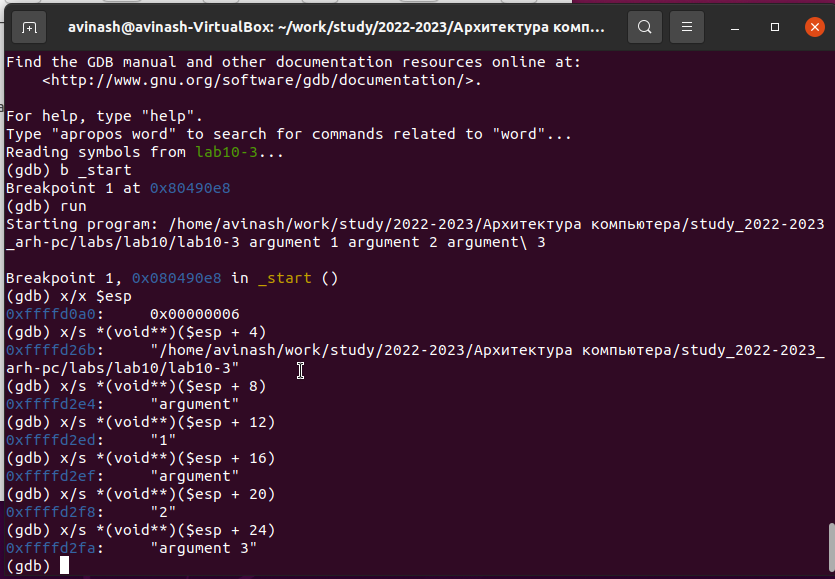 avinash@avinash-VirtualBox: ~/work/study/2022-2023/Архитектура комп...
Find the GDB manual and other documentation resources online at:
    <http://www.gnu.org/software/gdb/documentation/>.

For help, type "help".
Type "apropos word" to search for commands related to "word"...
Reading symbols from lab10-3...
(gdb) b _start
Breakpoint 1 at 0x80490e8
(gdb) run
Starting program: /home/avinash/work/study/2022-2023/Архитектура компьютера/study_2022-2023
_arh-pc/labs/lab10/lab10-3 argument 1 argument 2 argument\ 3

Breakpoint 1, 0x080490e8 in _start ()
(gdb) x/x $esp
0xffffd0a0:     0x00000006
(gdb) x/s *(void**)($esp + 4)
0xffffd26b:     "/home/avinash/work/study/2022-2023/Архитектура компьютера/study_2022-2023_
arh-pc/labs/lab10/lab10-3"
(gdb) x/s *(void**)($esp + 8)
0xffffd2e4:     "argument"
(gdb) x/s *(void**)($esp + 12)
0xffffd2ed:     "1"
(gdb) x/s *(void**)($esp + 16)
0xffffd2ef:     "argument"
(gdb) x/s *(void**)($esp + 20)
0xffffd2f8:     "2"
(gdb) x/s *(void**)($esp + 24)
0xffffd2fa:     "argument 3"
(gdb)